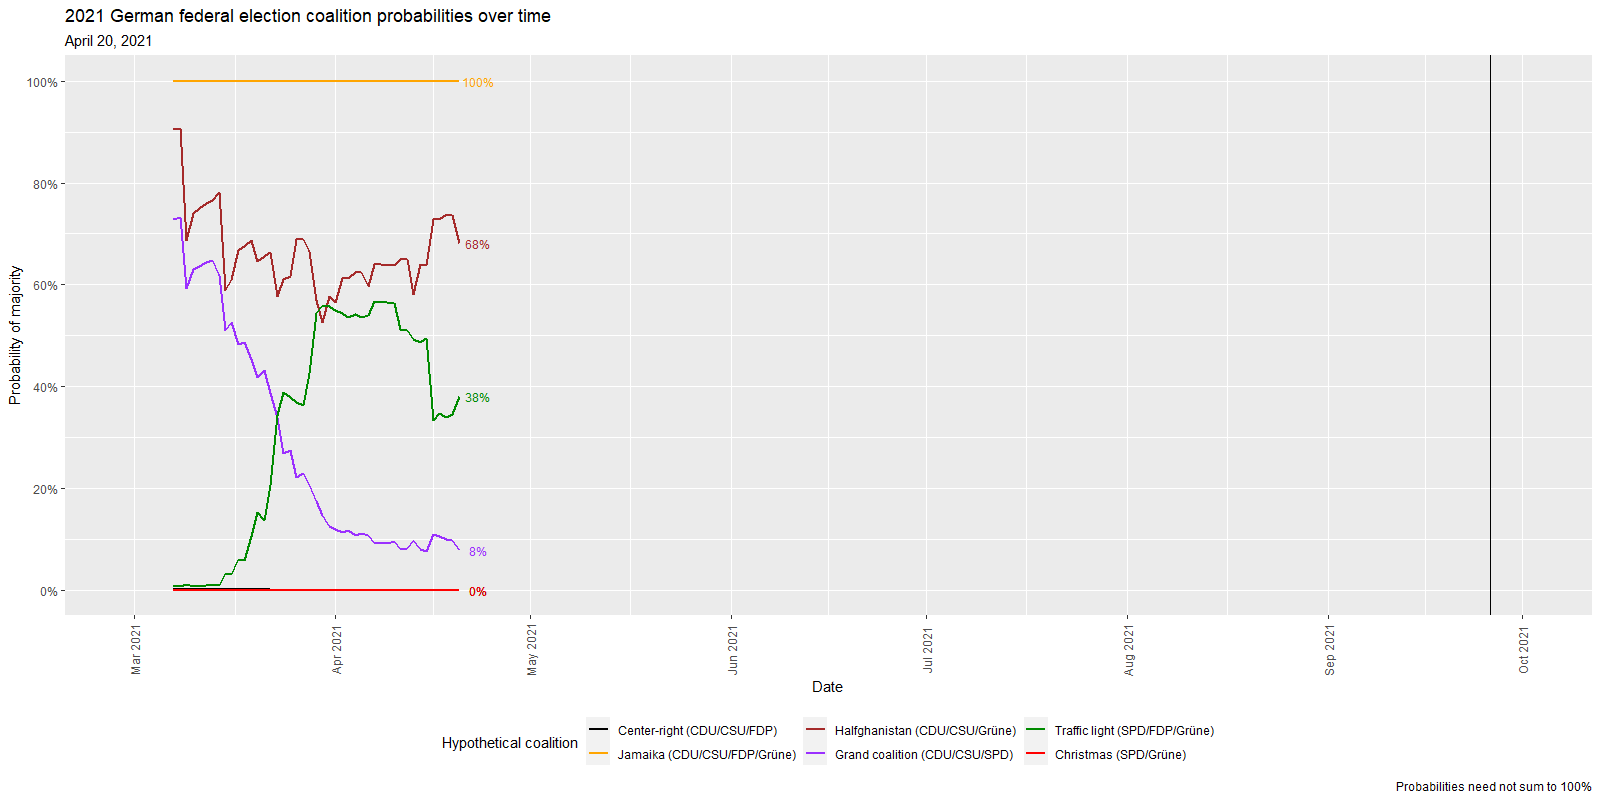 2021 German federal election coalition probabilities over time
April 20, 2021
Probability of majority
100%
80%
60%
40%
20%
0%
100%
68%
38%
8%
0%
Mar 2021
Apr 2021
May 2021
Jun 2021
Jul 2021
Aug 2021
Sep 2021
Oct 2021
Date
Hypothetical coalition
Center-right (CDU/CSU/FDP)
Jamaika (CDU/CSU/FDP/Grüne)
Halfghanistan (CDU/CSU/Grüne)
Grand coalition (CDU/CSU/SPD)
Traffic light (SPD/FDP/Grüne)
Christmas (SPD/Grüne)
Probabilities need not sum to 100%